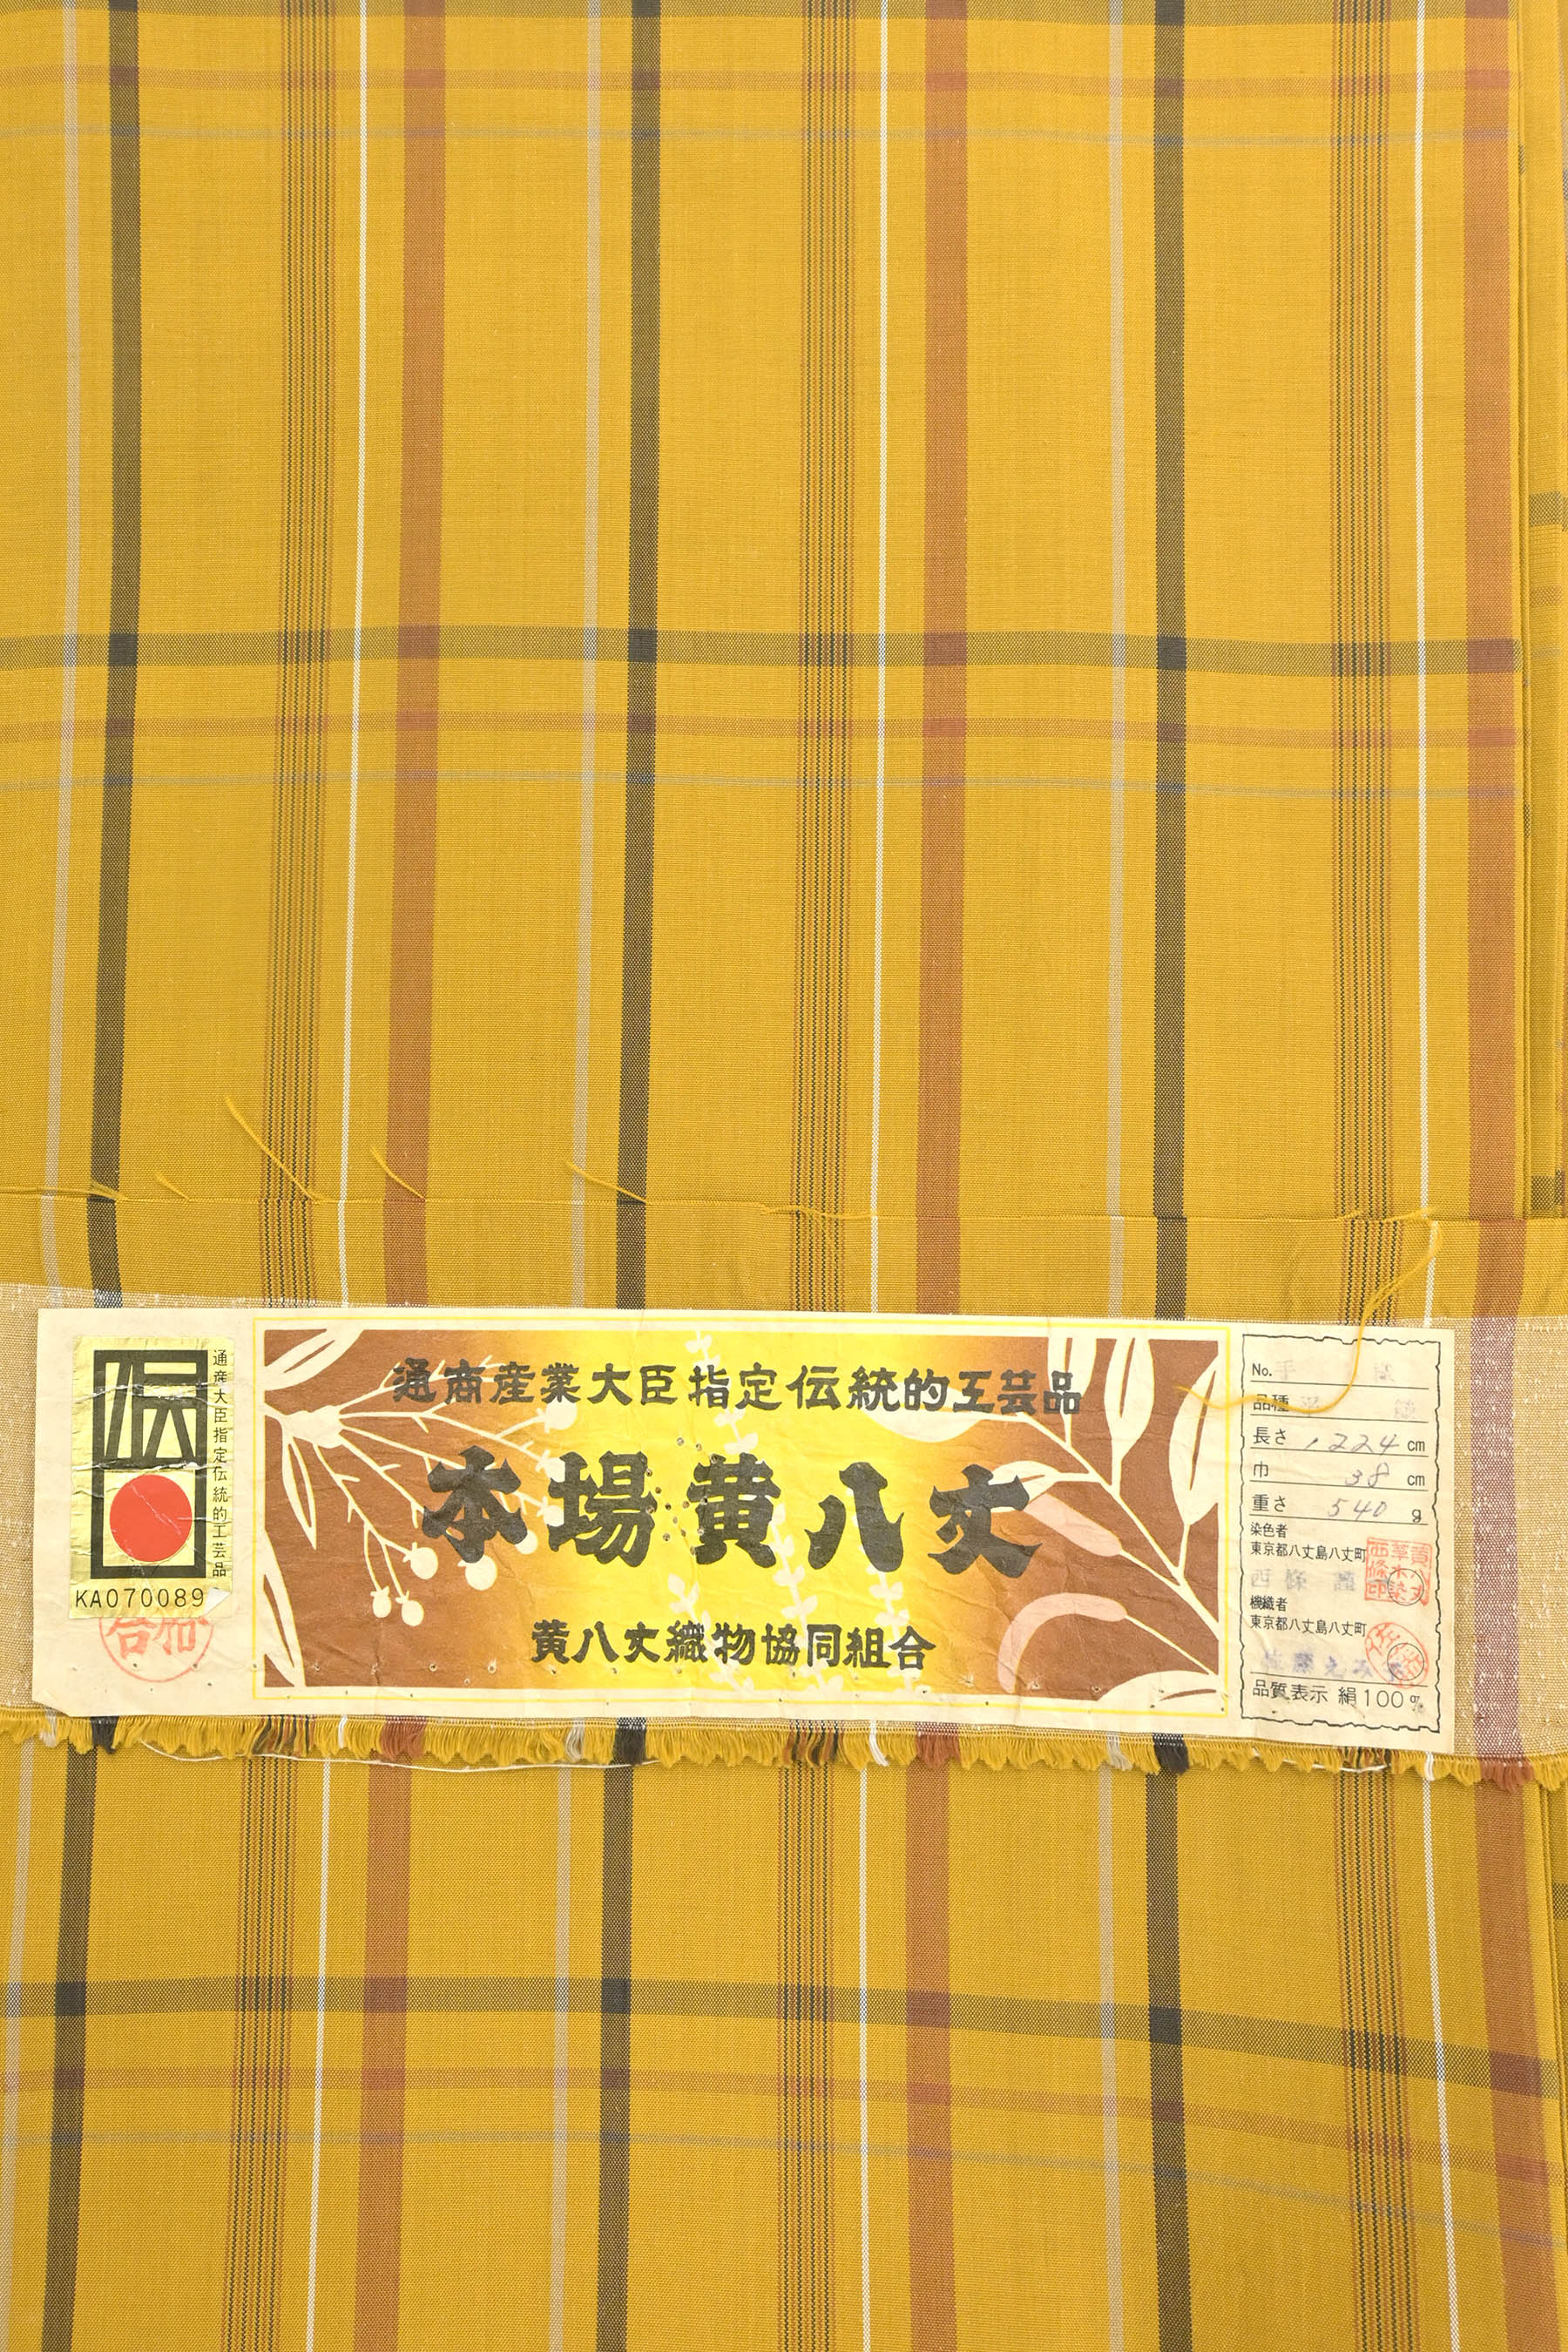 伝
通産大臣指定伝統的工芸品
KA070089
通商産業大臣指定伝統的工芸品
本場黄八丈
黄八丈織物協同組合
No. 手
品種
長さ 1224 cm
巾 38 cm
重さ 540 g
染色者
東京都八丈島八丈町
西條
機織者
東京都八丈島八丈町
品質表示 絹100%